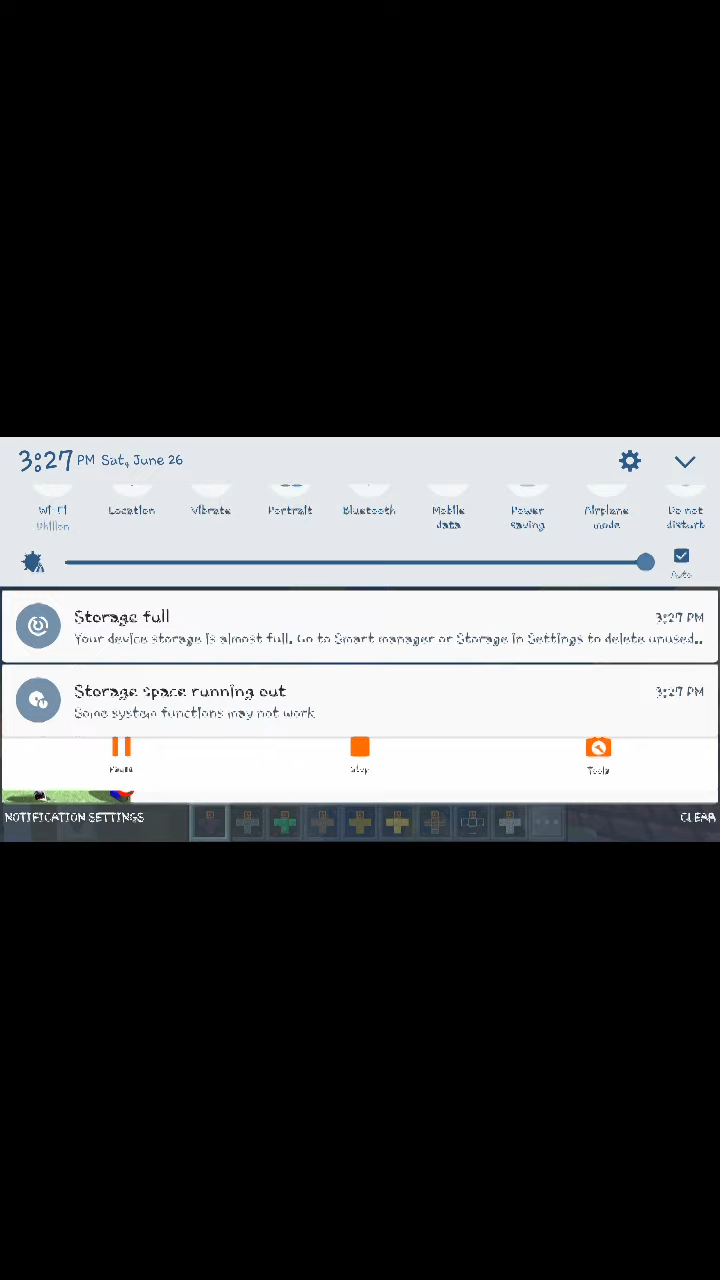 3:27 PM Sat, June 26
Wi-Fi
Location
Vibrate
Portrait
Bluetooth
Mobile data
Power saving
Airplane mode
Do not disturb
Auto
Storage full 3:27 PM
Your device storage is almost full. Go to Smart manager or Storage in Settings to delete unused..
Storage space running out 3:27 PM
Some system functions may not work
Pause
Stop
Tools
NOTIFICATION SETTINGS
CLEAR